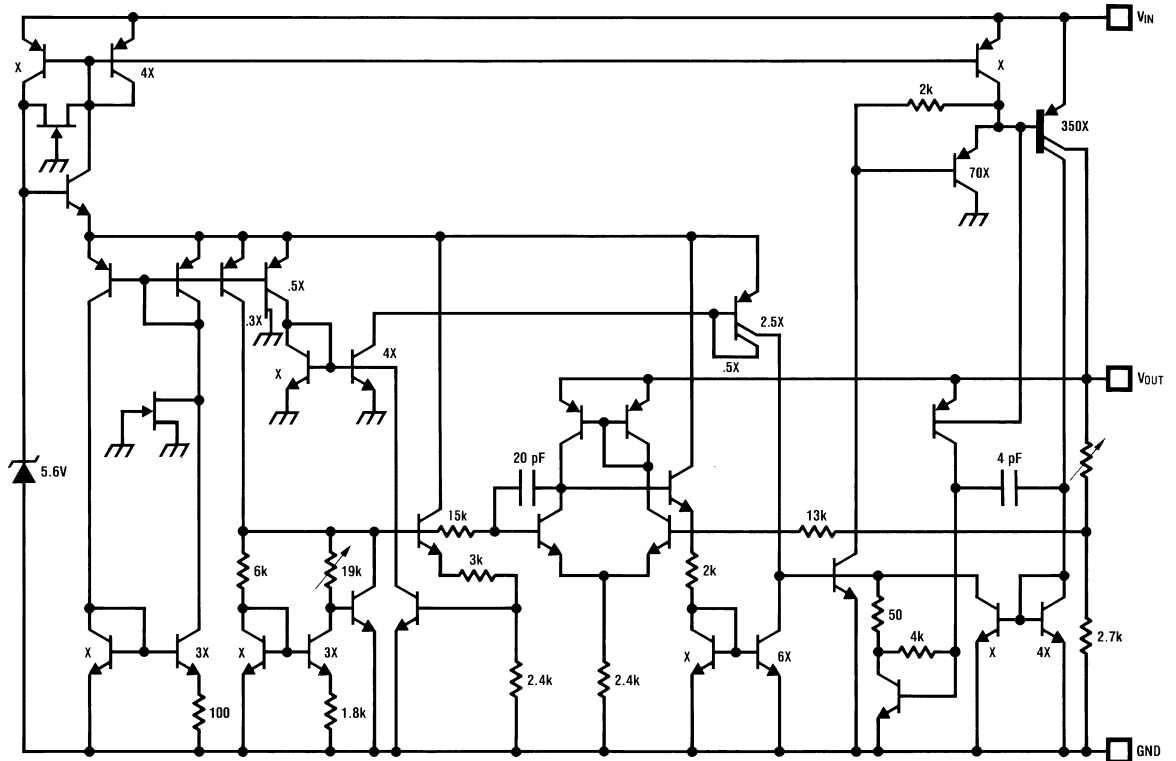 VIN
X
4X
X
2k
350X
70X
.5X
.3X
X
4X
2.5X
.5X
VOUT
5.6V
20 pF
4 pF
15k
13k
3k
6k
19k
2k
50
4k
X
3X
X
3X
X
6X
X
4X
2.7k
2.4k
2.4k
100
1.8k
GND